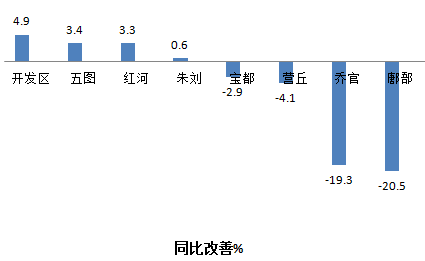 4.9
3.4
3.3
0.6
开发区
五图
红河
朱刘
宝都
营丘
乔官
鄌郚
-2.9
-4.1
-19.3
-20.5
同比改善%